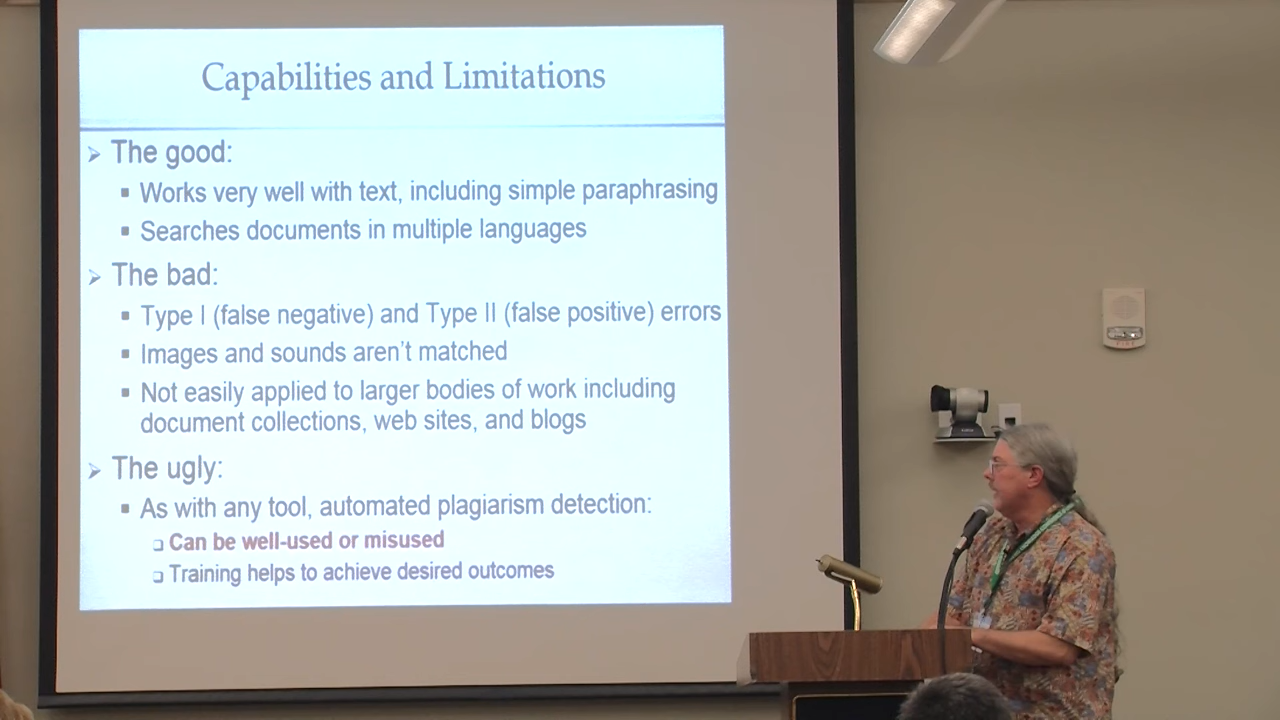 Capabilities and Limitations
The good:
Works very well with text, including simple paraphrasing
Searches documents in multiple languages
The bad:
Type I (false negative) and Type II (false positive) errors
Images and sounds aren't matched
Not easily applied to larger bodies of work including
document collections, web sites, and blogs
The ugly:
As with any tool, automated plagiarism detection:
Can be well-used or misused
Training helps to achieve desired outcomes